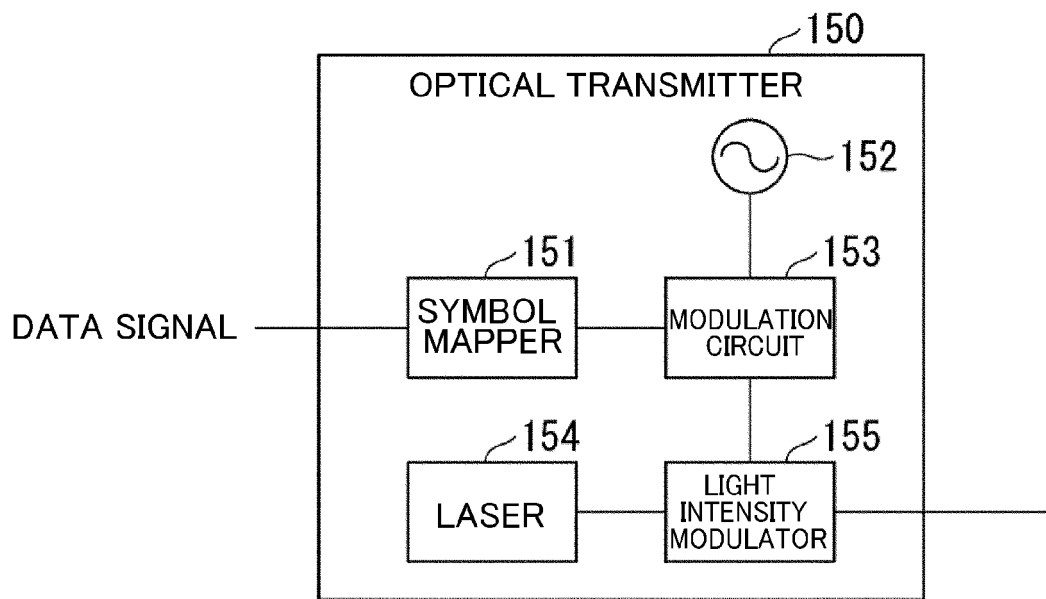 150
OPTICAL TRANSMITTER
152
151
153
DATA SIGNAL
SYMBOL
MAPPER
MODULATION
CIRCUIT
154
155
LASER
LIGHT
INTENSITY
MODULATOR